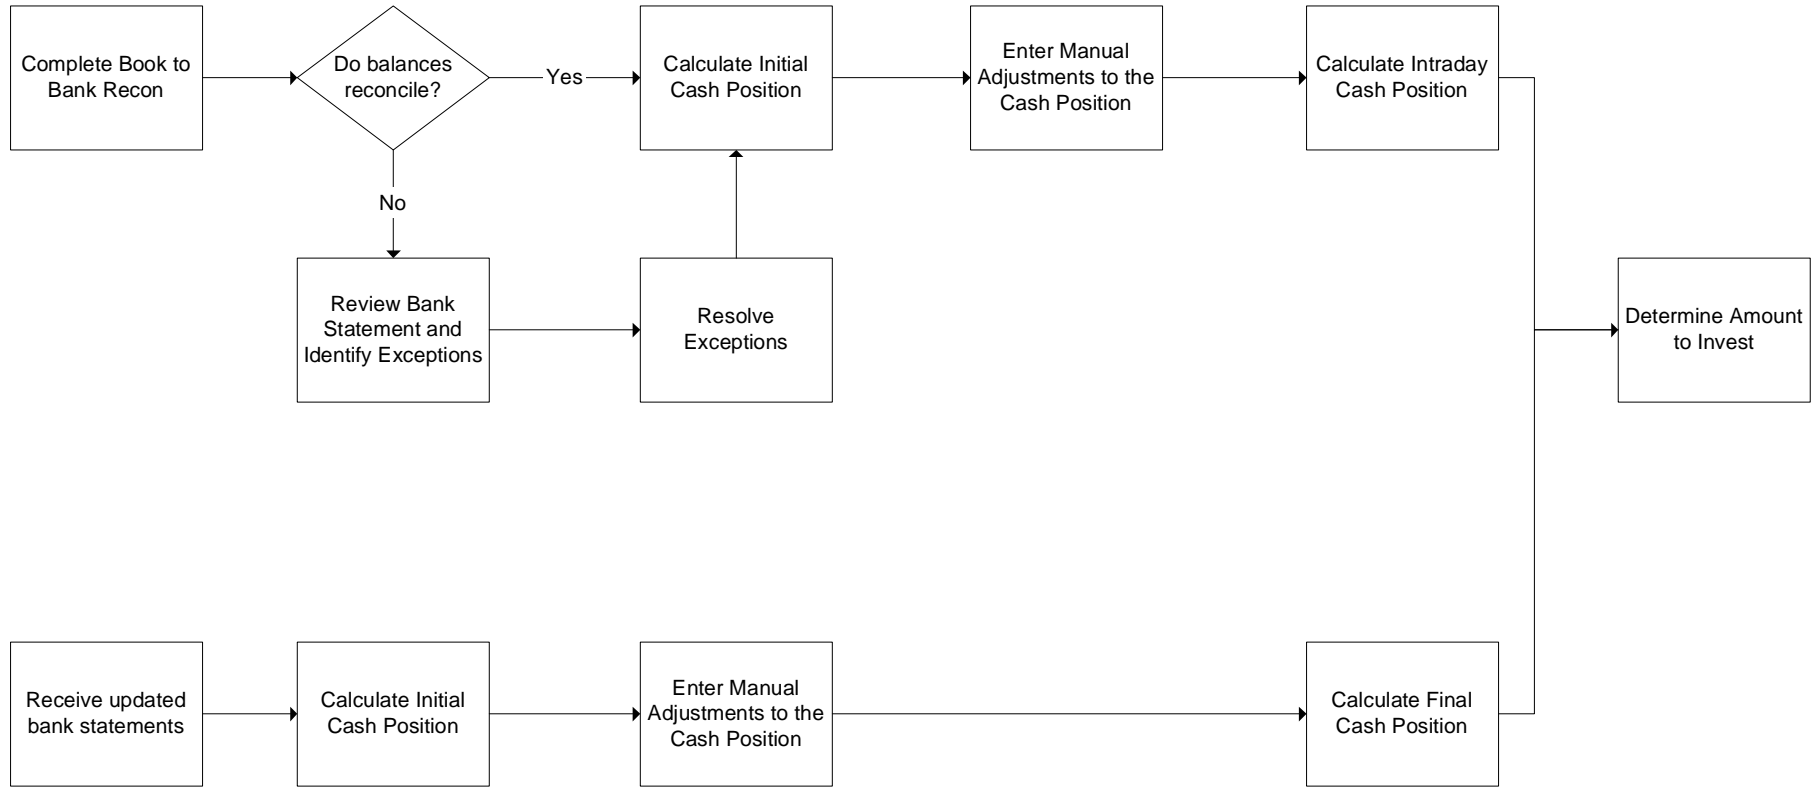 Complete Book to
Bank Recon
Do balances
reconcile?
Yes
Calculate Initial
Cash Position
Enter Manual
Adjustments to the
Cash Position
Calculate Intraday
Cash Position
No
Review Bank
Statement and
Identify Exceptions
Resolve
Exceptions
Determine Amount
to Invest
Receive updated
bank statements
Calculate Initial
Cash Position
Enter Manual
Adjustments to the
Cash Position
Calculate Final
Cash Position